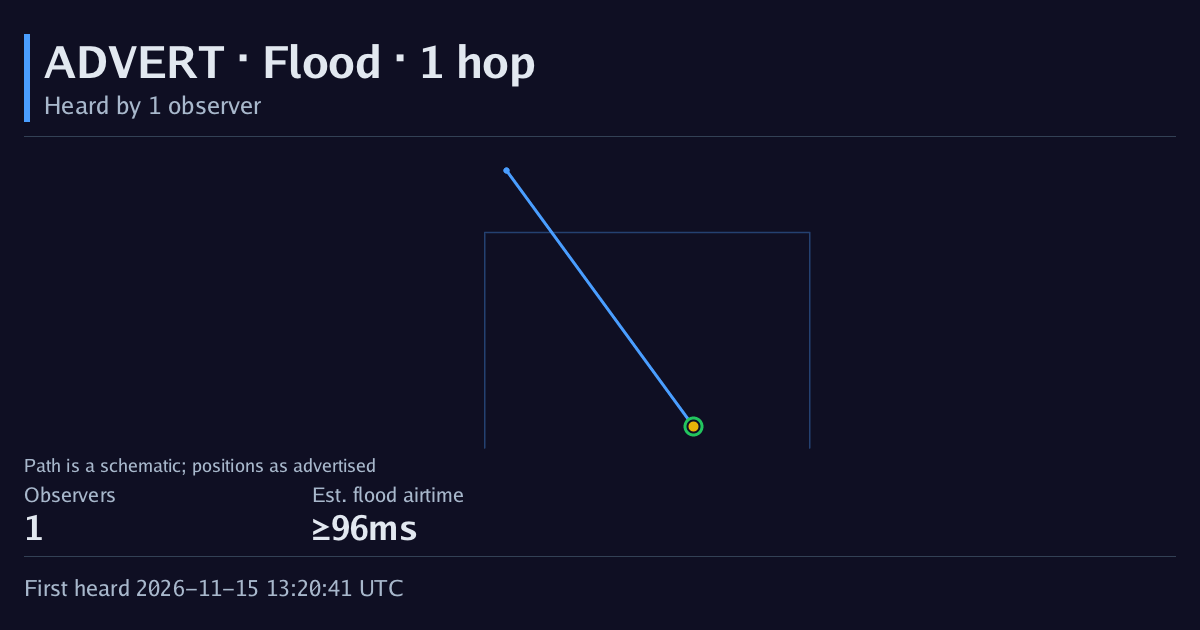 ADVERT · Flood · 1 hop
Heard by 1 observer
Path is a schematic; positions as advertised
Observers
Est. flood airtime
1
≥96ms
First heard 2026-11-15 13:20:41 UTC